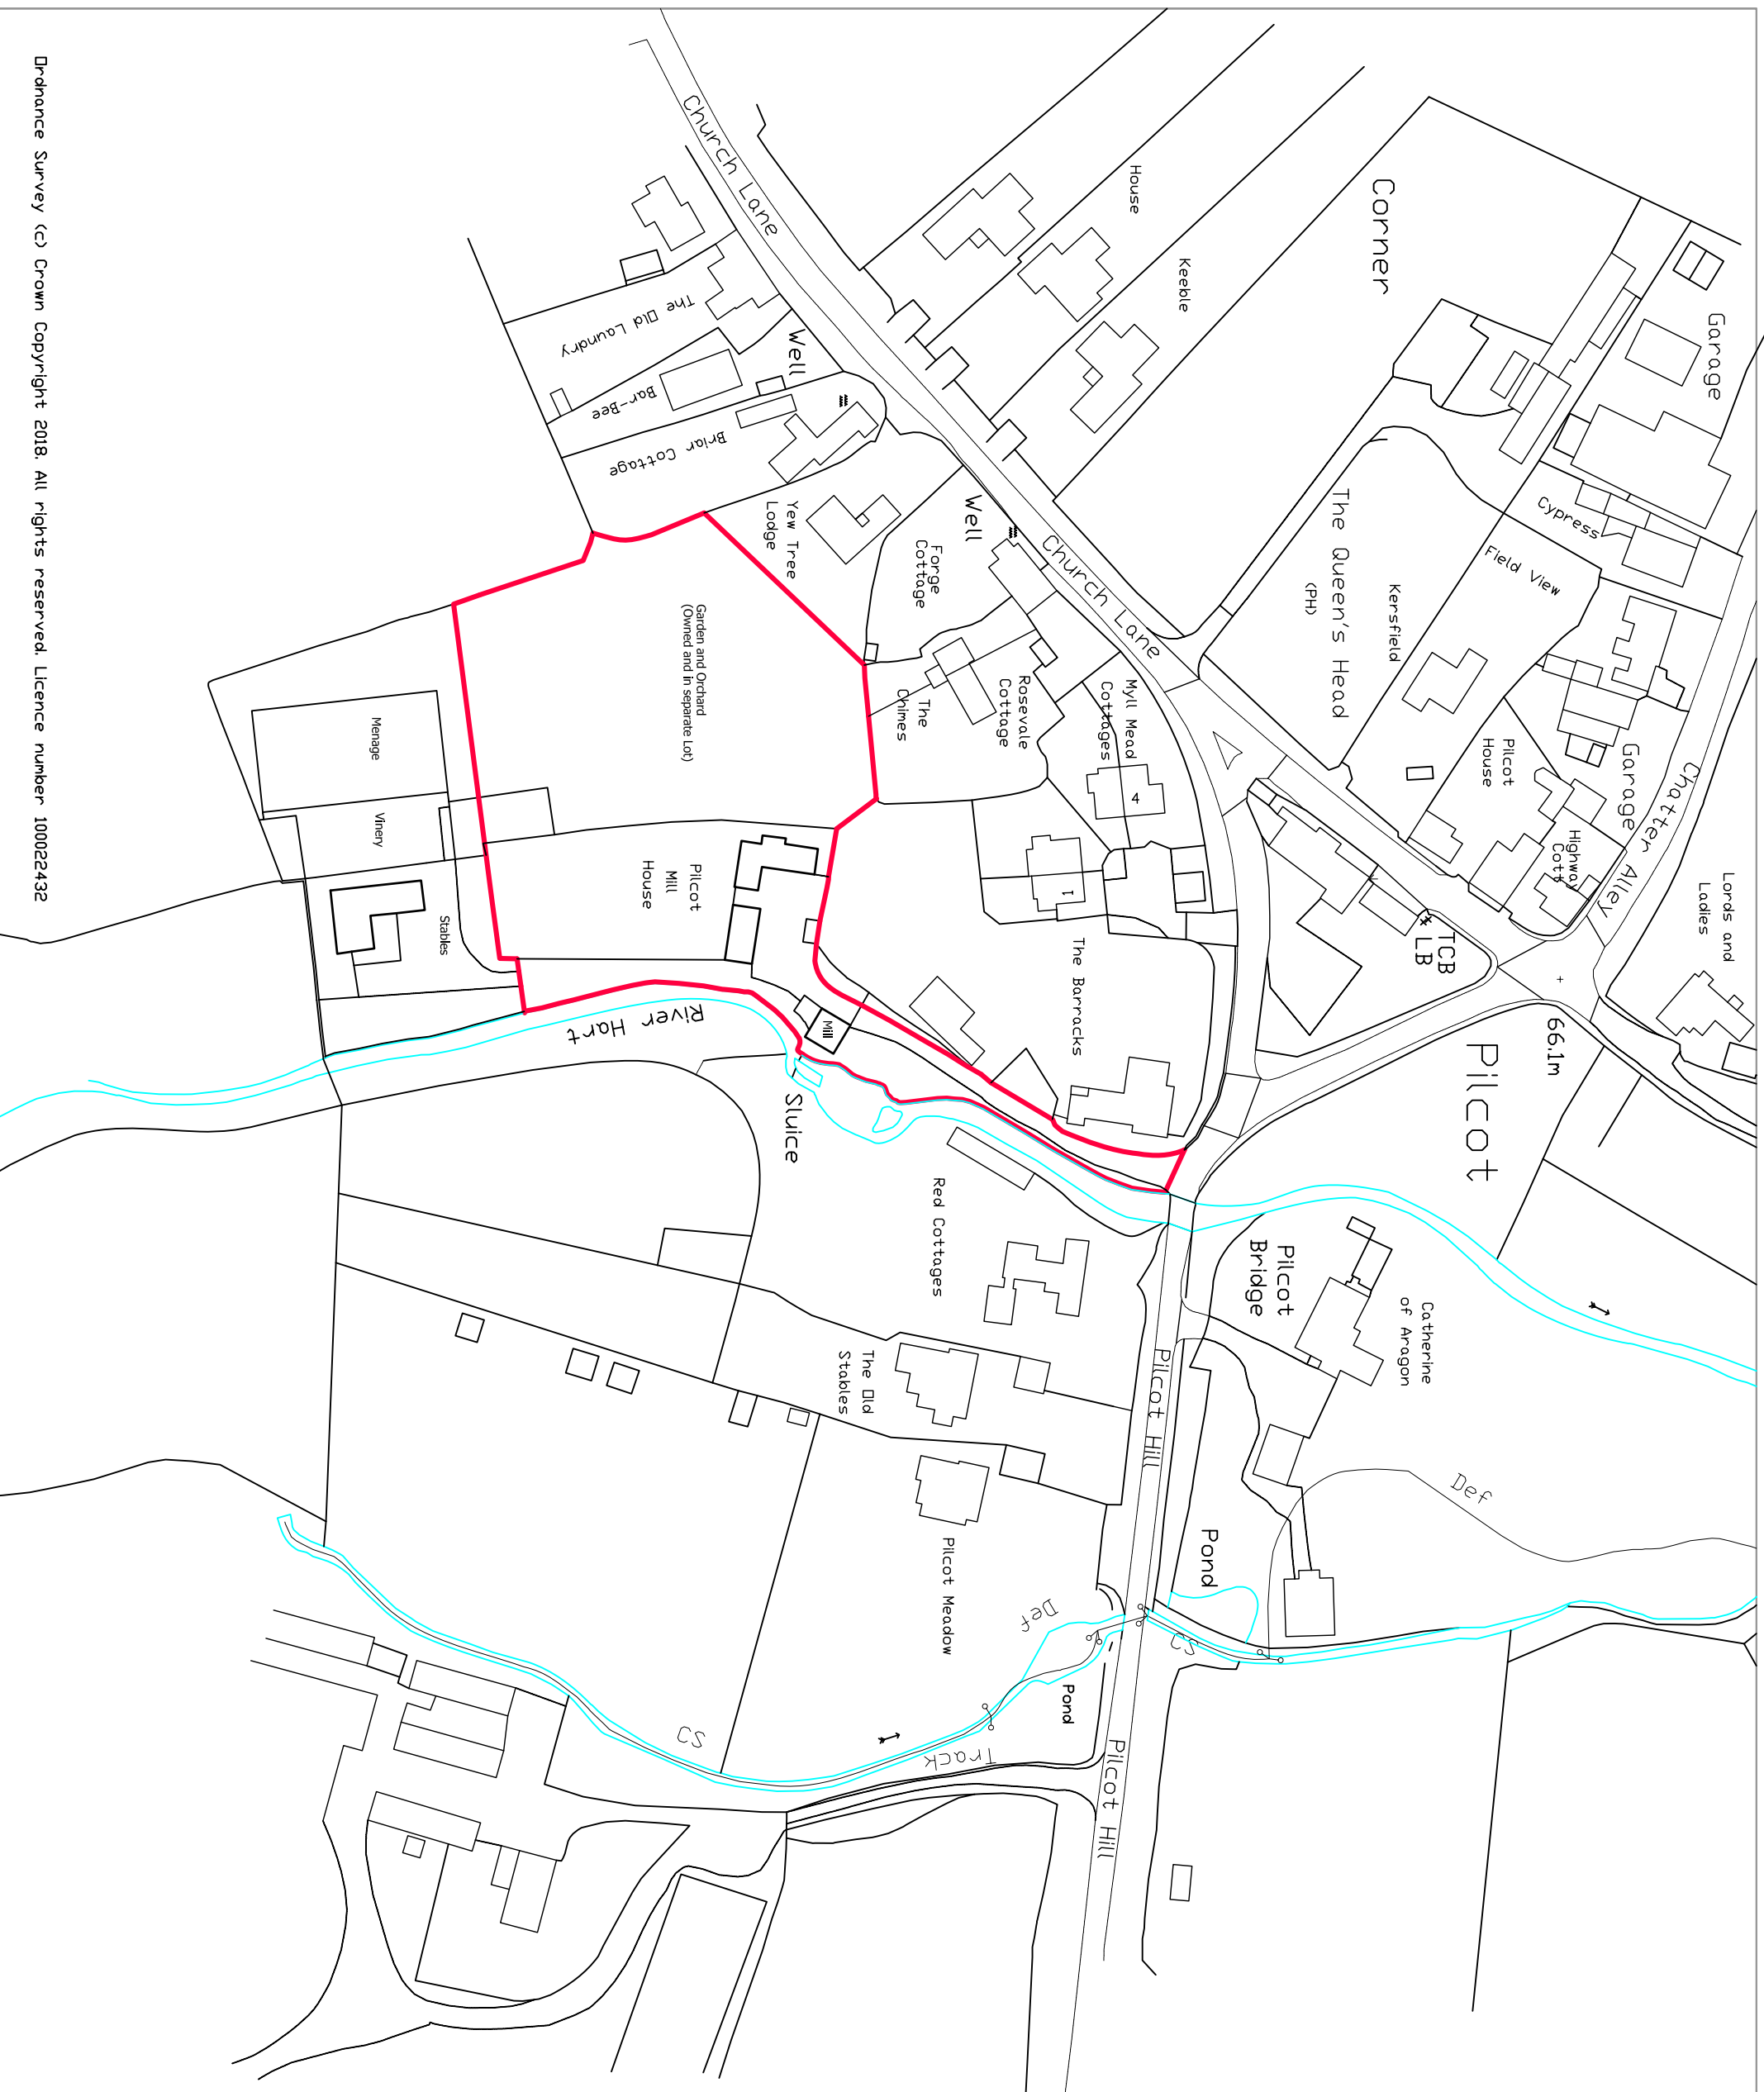 Church Lane
House
Keeble
Corner
Garage
The Old Laundry
Well
Bar-Bee
Briar Cottage
Yew Tree
Lodge
Forge
Cottage
Well
Church Lane
The Queen's Head
(PH)
Cypress
Field View
Kersfield
Garden and Orchard
(Owned and in separate Lot)
The
Chimes
Rosevale
Cottage
Myll Mead
Cottages
4
1
Pilcot
House
Garage
Chatter Alley
Highway
Cott
Lords and
Ladies
TCB
LB
66.1m
Pilcot
Menage
Vinery
Stables
Pilcot
Mill
House
The Barracks
Mill
River Hart
Sluice
Red Cottages
Pilcot
Bridge
Catherine
of Aragon
The Old
Stables
Pilcot Hill
Def
Pond
Pilcot Meadow
Def
CS
Pond
CS
Track
Pilcot Hill
Ordnance Survey (c) Crown Copyright 2018. All rights reserved. Licence number 100022432